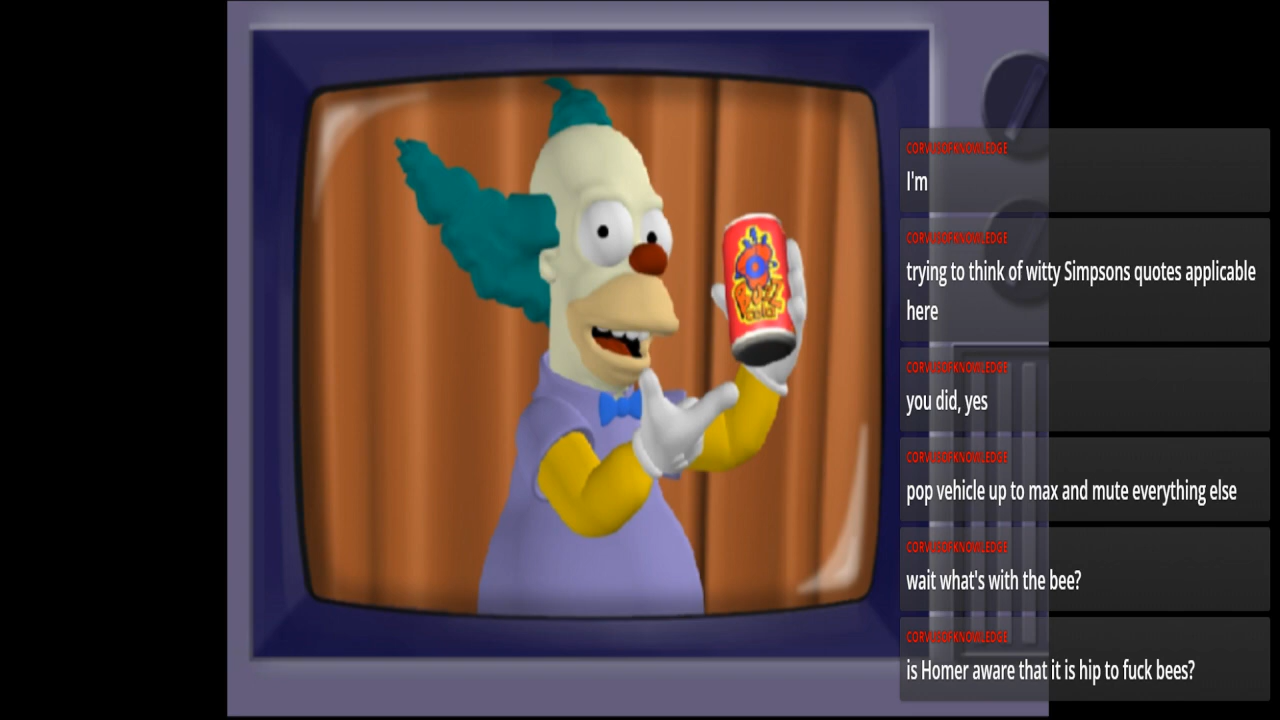 Buzz
cola!
CORVUSOFKNOWLEDGE
I'm
CORVUSOFKNOWLEDGE
trying to think of witty Simpsons quotes applicable
here
CORVUSOFKNOWLEDGE
you did, yes
CORVUSOFKNOWLEDGE
pop vehicle up to max and mute everything else
CORVUSOFKNOWLEDGE
wait what's with the bee?
CORVUSOFKNOWLEDGE
is Homer aware that it is hip to fuck bees?